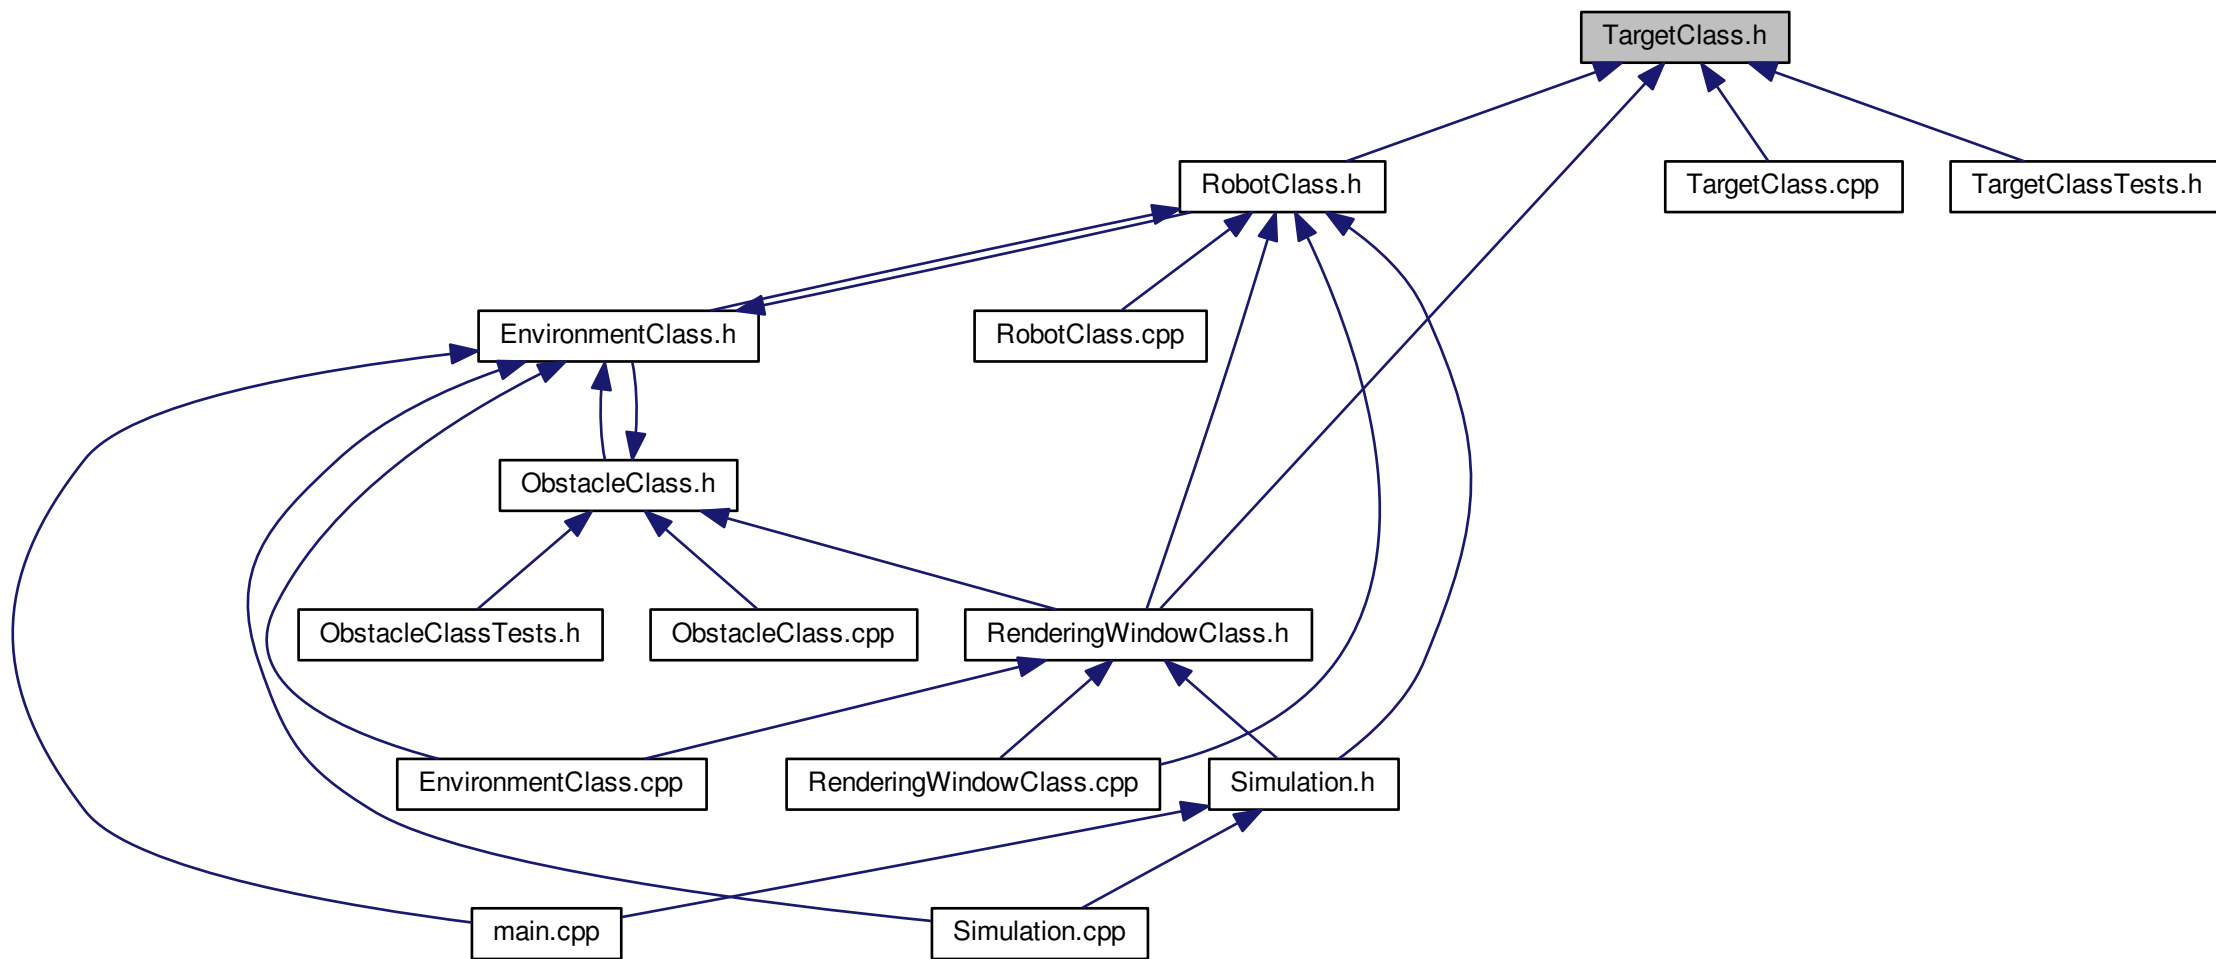 TargetClass.h
RobotClass.h
TargetClass.cpp
TargetClassTests.h
EnvironmentClass.h
RobotClass.cpp
ObstacleClass.h
ObstacleClassTests.h
ObstacleClass.cpp
RenderingWindowClass.h
EnvironmentClass.cpp
RenderingWindowClass.cpp
Simulation.h
main.cpp
Simulation.cpp